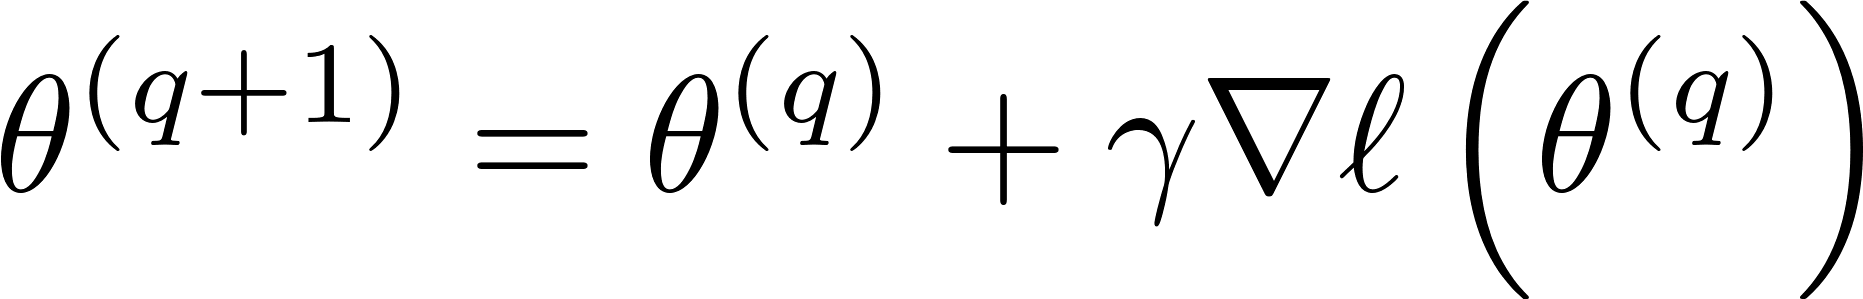 θ^(q+1) = θ^(q) + γ∇ℓ(θ^(q))